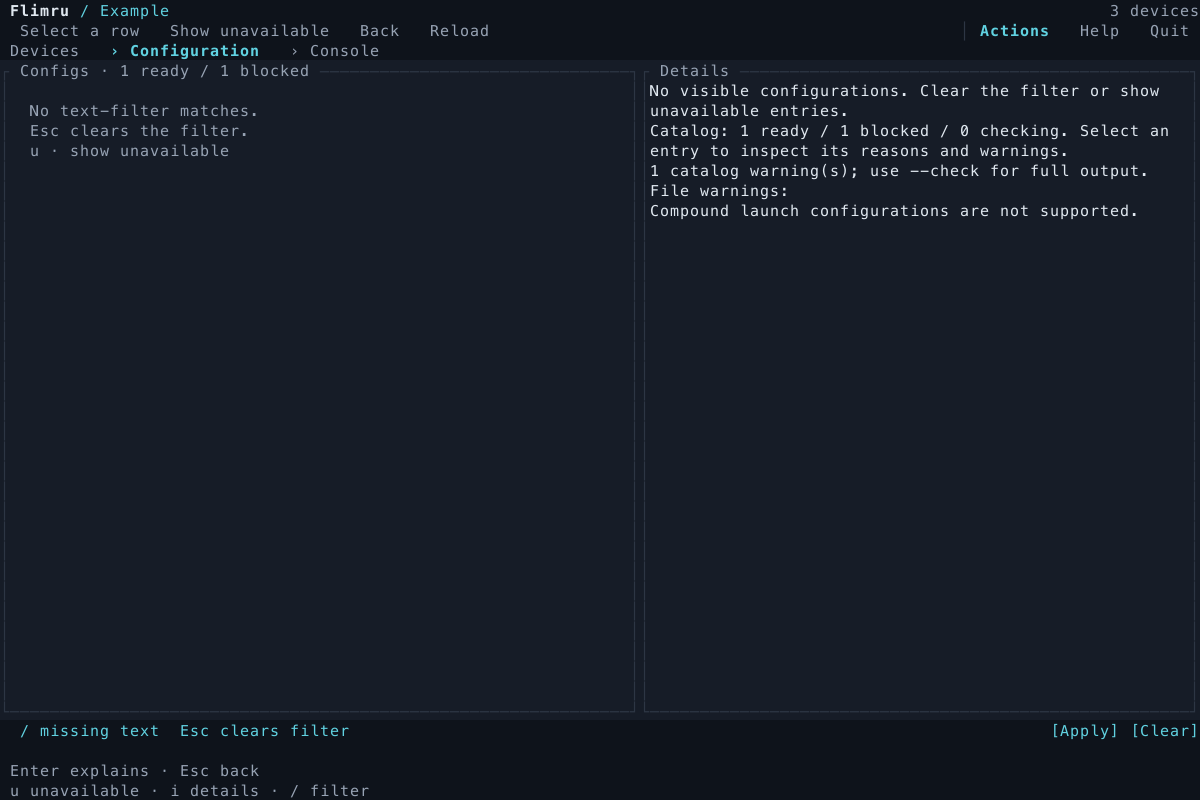 Flimru / Example 3 devices
Select a row Show unavailable Back Reload Actions Help Quit
Devices › Configuration › Console
Configs · 1 ready / 1 blocked
No text-filter matches.
Esc clears the filter.
u · show unavailable
Details
No visible configurations. Clear the filter or show
unavailable entries.
Catalog: 1 ready / 1 blocked / 0 checking. Select an
entry to inspect its reasons and warnings.
1 catalog warning(s); use --check for full output.
File warnings:
Compound launch configurations are not supported.
/ missing text Esc clears filter [Apply] [Clear]
Enter explains · Esc back
u unavailable · i details · / filter